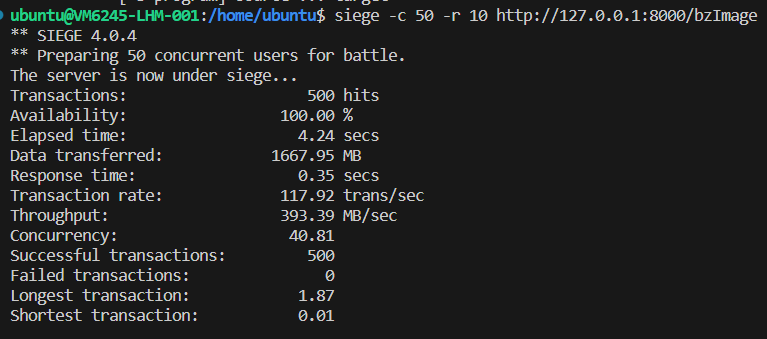 ubuntu@VM6245-LHM-001:/home/ubuntu$ siege -c 50 -r 10 http://127.0.0.1:8000/bzImage
** SIEGE 4.0.4
** Preparing 50 concurrent users for battle.
The server is now under siege...
Transactions: 500 hits
Availability: 100.00 %
Elapsed time: 4.24 secs
Data transferred: 1667.95 MB
Response time: 0.35 secs
Transaction rate: 117.92 trans/sec
Throughput: 393.39 MB/sec
Concurrency: 40.81
Successful transactions: 500
Failed transactions: 0
Longest transaction: 1.87
Shortest transaction: 0.01